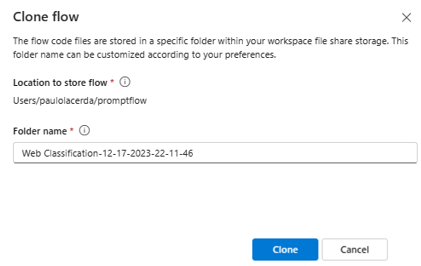 Clone flow
The flow code files are stored in a specific folder within your workspace file share storage. This
folder name can be customized according to your preferences.
Location to store flow *
Users/paulolacerda/promptflow
Folder name *
Web Classification-12-17-2023-22-11-46
Clone Cancel